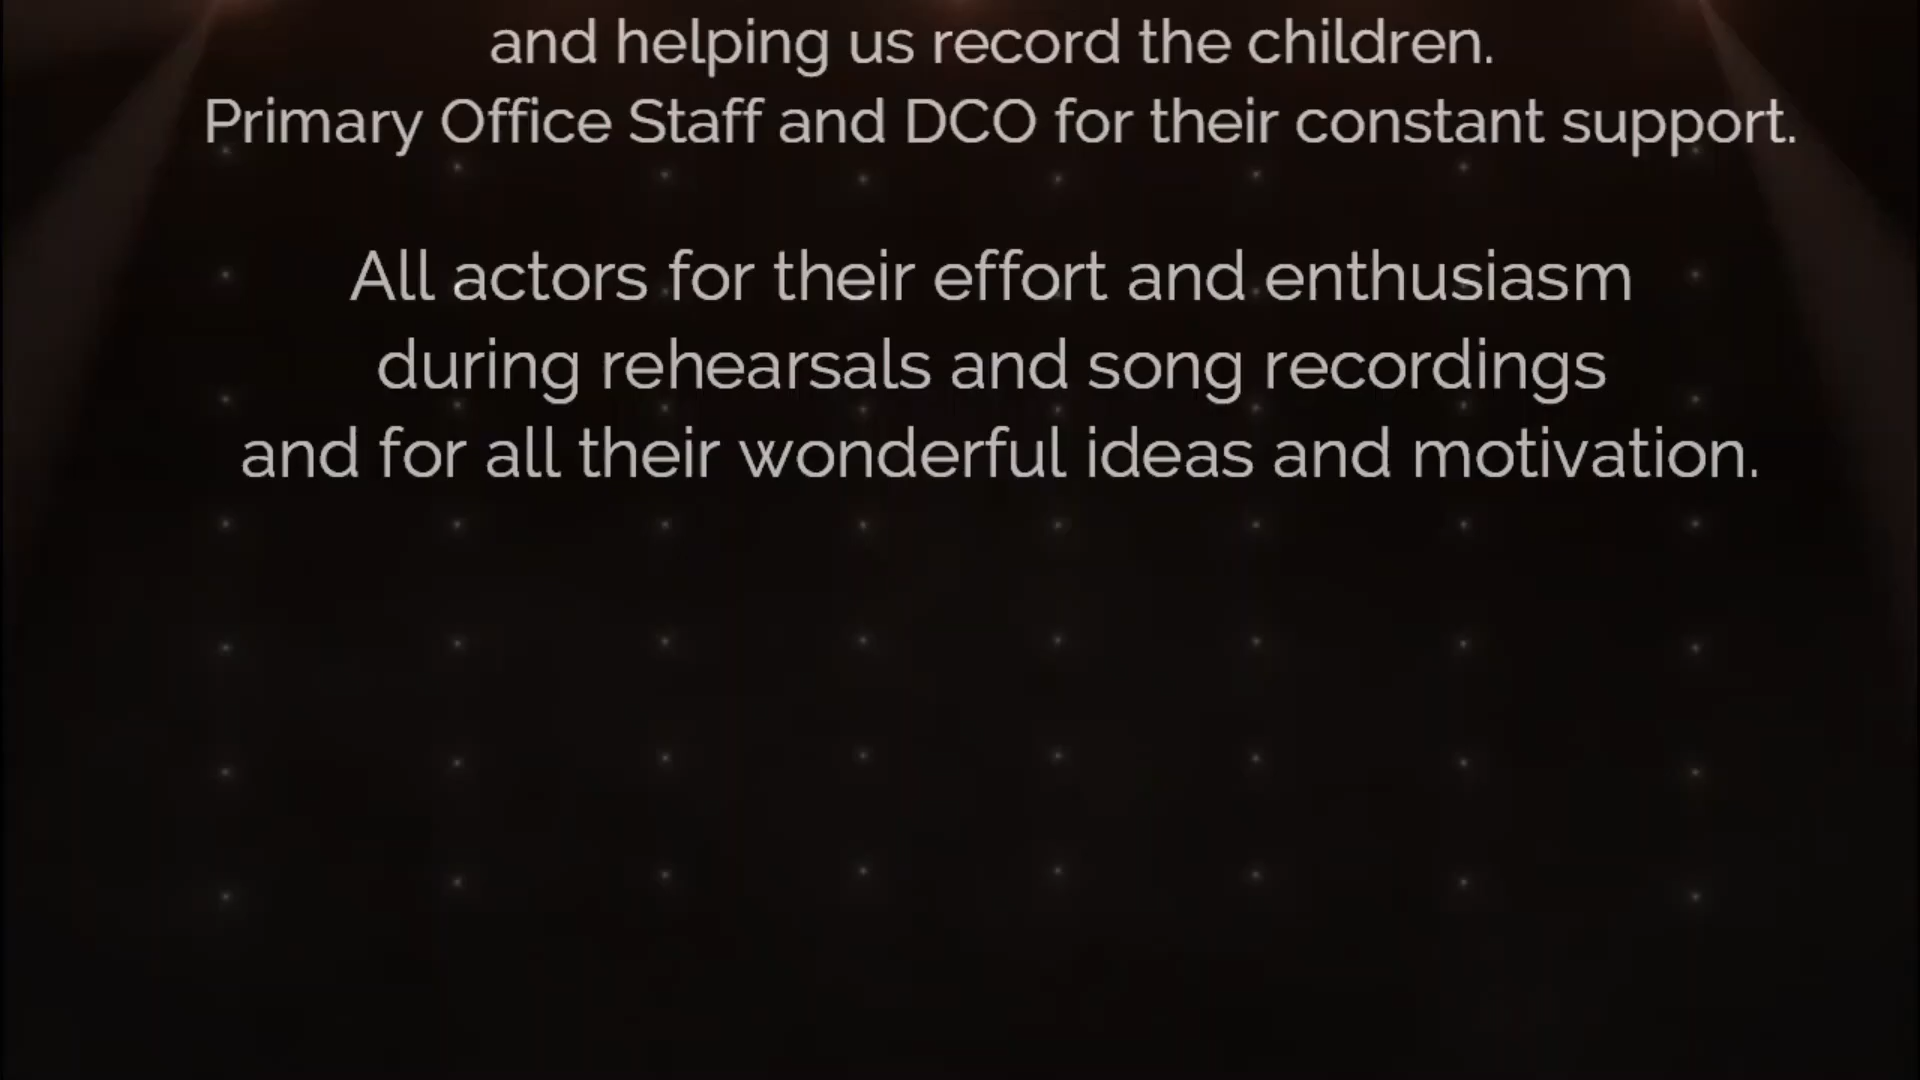 and helping us record the children.
Primary Office Staff and DCO for their constant support.
All actors for their effort and enthusiasm
during rehearsals and song recordings
and for all their wonderful ideas and motivation.